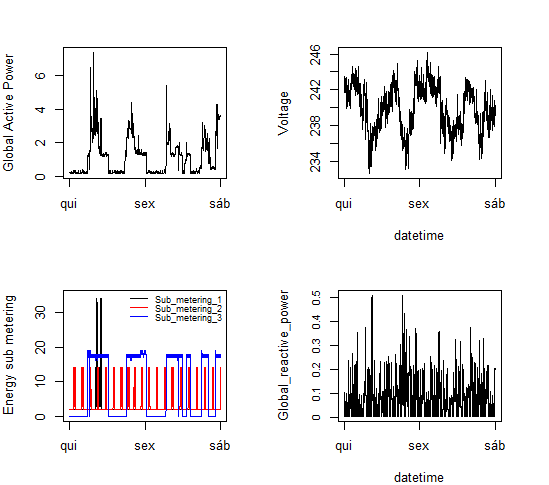 Global Active Power
6
4
2
0
qui sex sáb
Voltage
246
242
238
234
qui sex sáb
datetime
Energy sub metering
30
20
10
0
Sub_metering_1
Sub_metering_2
Sub_metering_3
qui sex sáb
Global_reactive_power
0.5
0.4
0.3
0.2
0.1
0.0
qui sex sáb
datetime